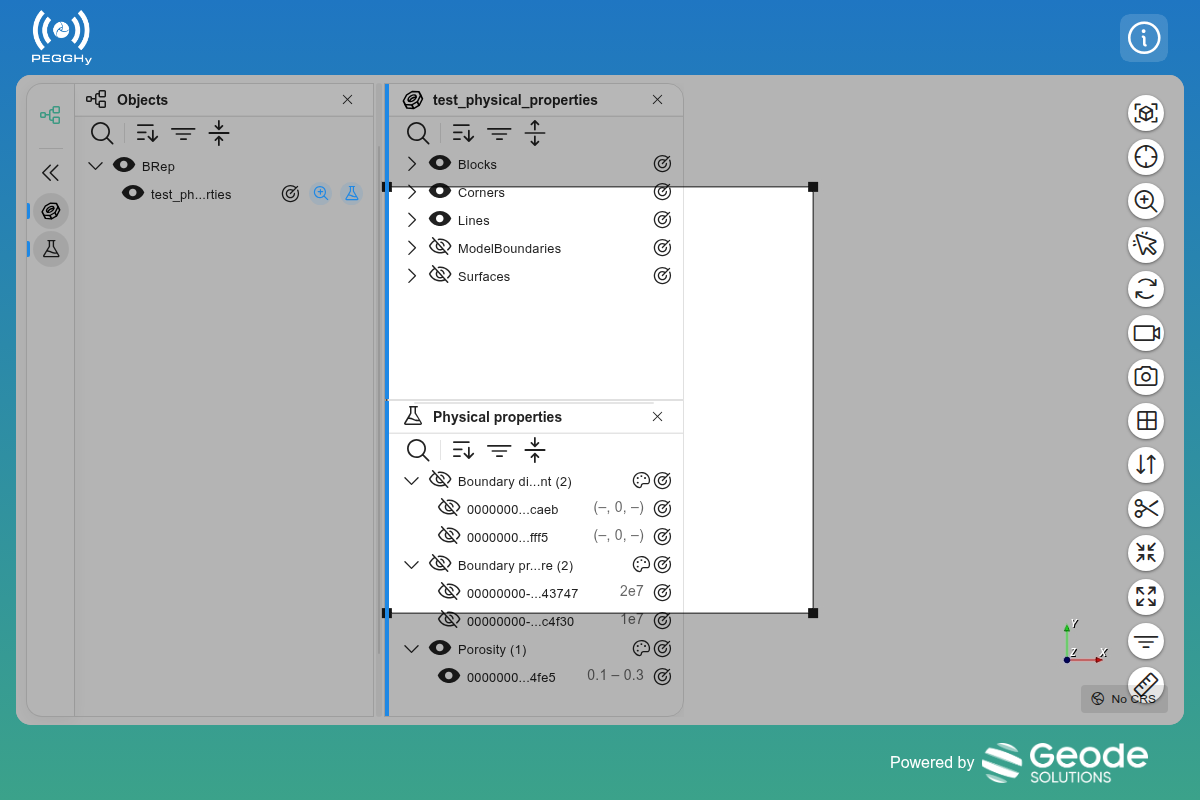 PEGGHy
Objects
BRep
test_ph...rties
test_physical_properties
Blocks
Corners
Lines
ModelBoundaries
Surfaces
Physical properties
Boundary di...nt (2)
0000000...caeb (–, 0, –)
0000000...fff5 (–, 0, –)
Boundary pr...re (2)
00000000-...43747 2e7
00000000-...c4f30 1e7
Porosity (1)
0000000...4fe5 0.1 – 0.3
Y
Z X
No CRS
Powered by Geode
SOLUTIONS